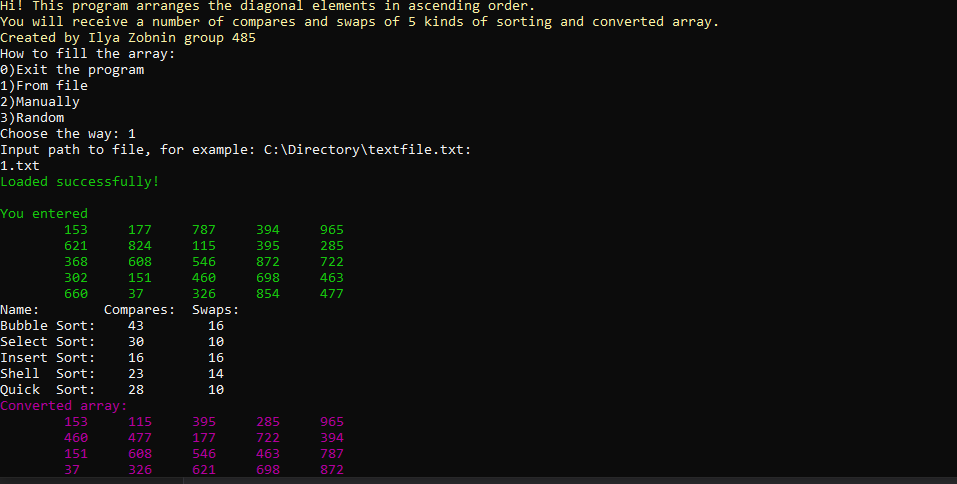 Hi! This program arranges the diagonal elements in ascending order.
You will receive a number of compares and swaps of 5 kinds of sorting and converted array.
Created by Ilya Zobnin group 485
How to fill the array:
0)Exit the program
1)From file
2)Manually
3)Random
Choose the way: 1
Input path to file, for example: C:\Directory\textfile.txt:
1.txt
Loaded successfully!
You entered
153 177 787 394 965
621 824 115 395 285
368 608 546 872 722
302 151 460 698 463
660 37 326 854 477
Name: Compares: Swaps:
Bubble Sort: 43 16
Select Sort: 30 10
Insert Sort: 16 16
Shell Sort: 23 14
Quick Sort: 28 10
Converted array:
153 115 395 285 965
460 477 177 722 394
151 608 546 463 787
37 326 621 698 872